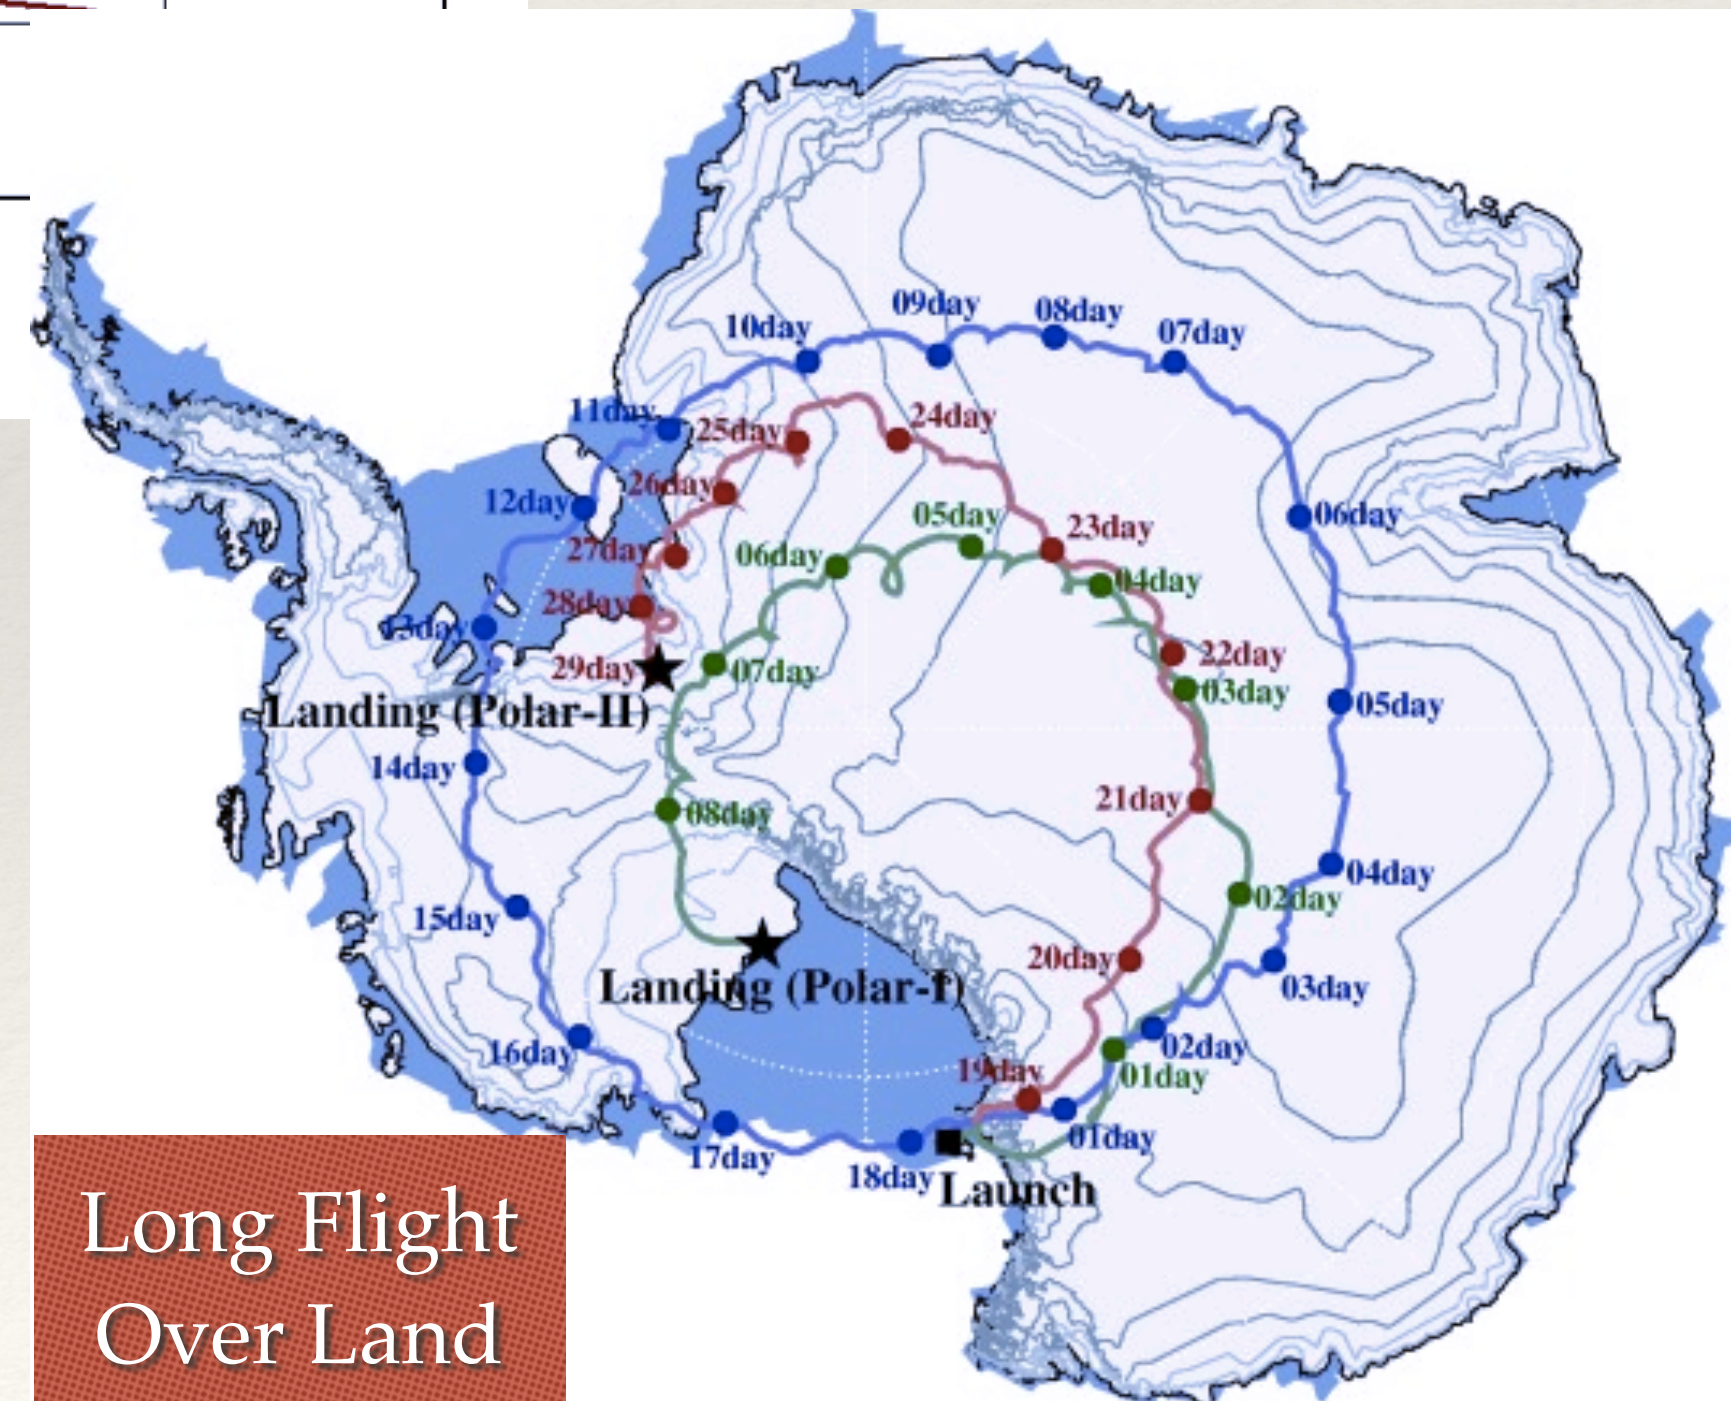 09day
08day
10day
07day
11day
25day
24day
26day
12day
05day
06day
23day
27day
06day
04day
28day
13day
22day
29day
07day
03day
Landing (Polar-II)
05day
14day
21day
08day
04day
02day
15day
20day
Landing (Polar-I)
03day
16day
02day
19day
01day
01day
17day
18day
Launch
Long Flight
Over Land